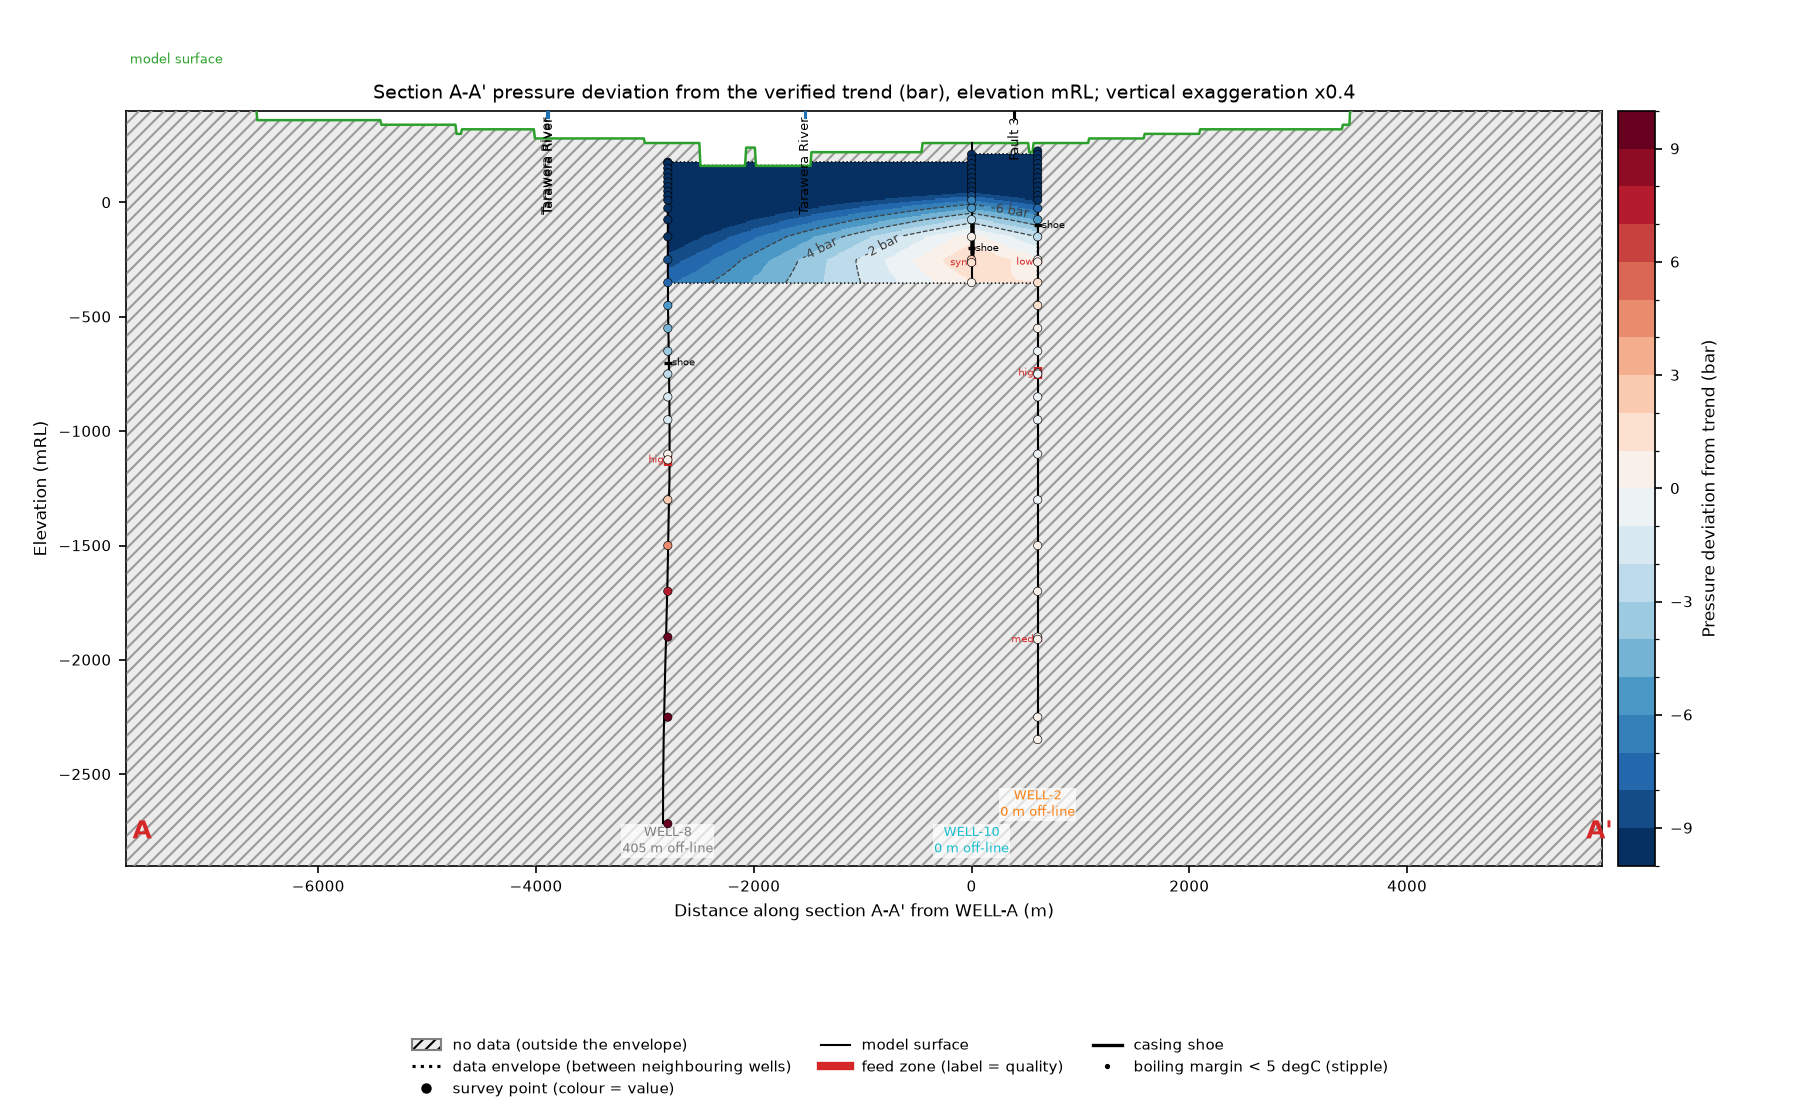 model surface
Section A-A' pressure deviation from the verified trend (bar), elevation mRL; vertical exaggeration x0.4
Tarawera River
Tarawera River
Fault 3
-6 bar
-4 bar
-2 bar
shoe
shoe
shoe
syn
low
hig
hig
med
0
−500
−1000
−1500
−2000
−2500
Elevation (mRL)
WELL-2
0 m off-line
WELL-8
405 m off-line
WELL-10
0 m off-line
A
A'
−6000
−4000
−2000
0
2000
4000
Distance along section A-A' from WELL-A (m)
9
6
3
0
−3
−6
−9
Pressure deviation from trend (bar)
no data (outside the envelope)
data envelope (between neighbouring wells)
survey point (colour = value)
model surface
feed zone (label = quality)
casing shoe
boiling margin < 5 degC (stipple)